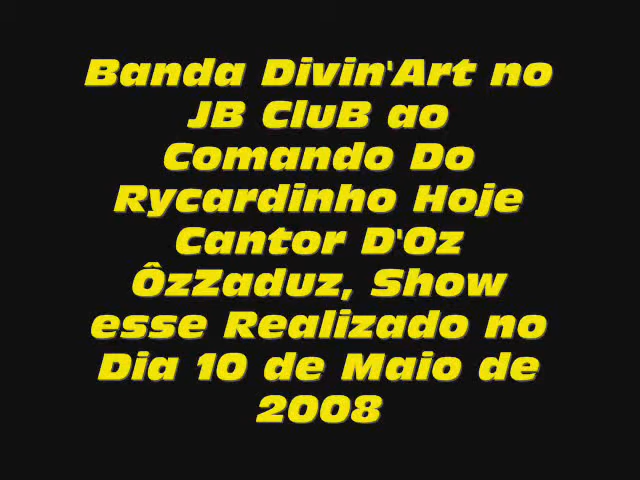 Banda Divin'Art no
JB CluB ao
Comando Do
Rycardinho Hoje
Cantor D'Oz
ÔzZaduz, Show
esse Realizado no
Dia 10 de Maio de
2008